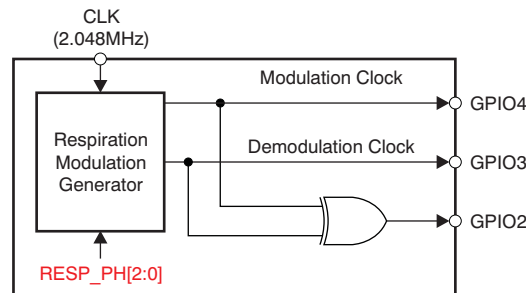 CLK
(2.048MHz)
Modulation Clock
GPIO4
Respiration
Modulation
Generator
Demodulation Clock
GPIO3
GPIO2
RESP_PH[2:0]